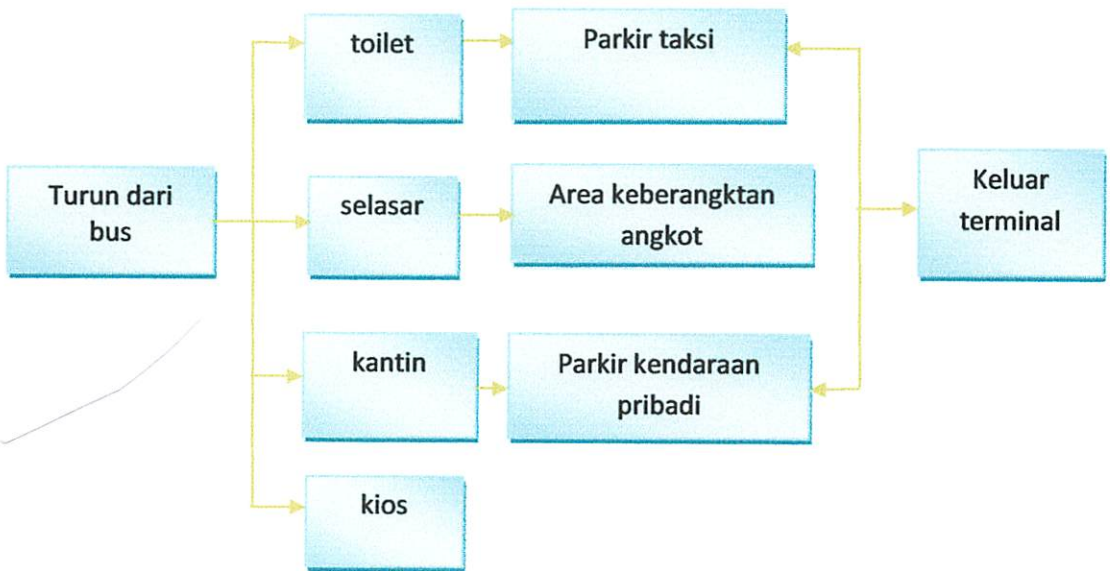 toilet
Parkir taksi
Turun dari
bus
selasar
Area keberangktan
angkot
Keluar
terminal
kantin
Parkir kendaraan
pribadi
kios